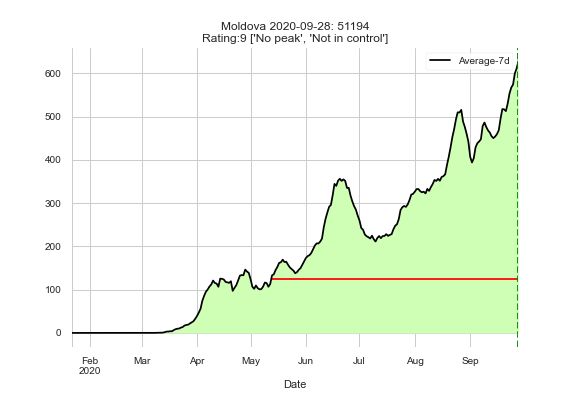 Moldova 2020-09-28: 51194
Rating:9 ['No peak', 'Not in control']
Average-7d
600
500
400
300
200
100
0
Feb Mar Apr May Jun Jul Aug Sep
2020
Date